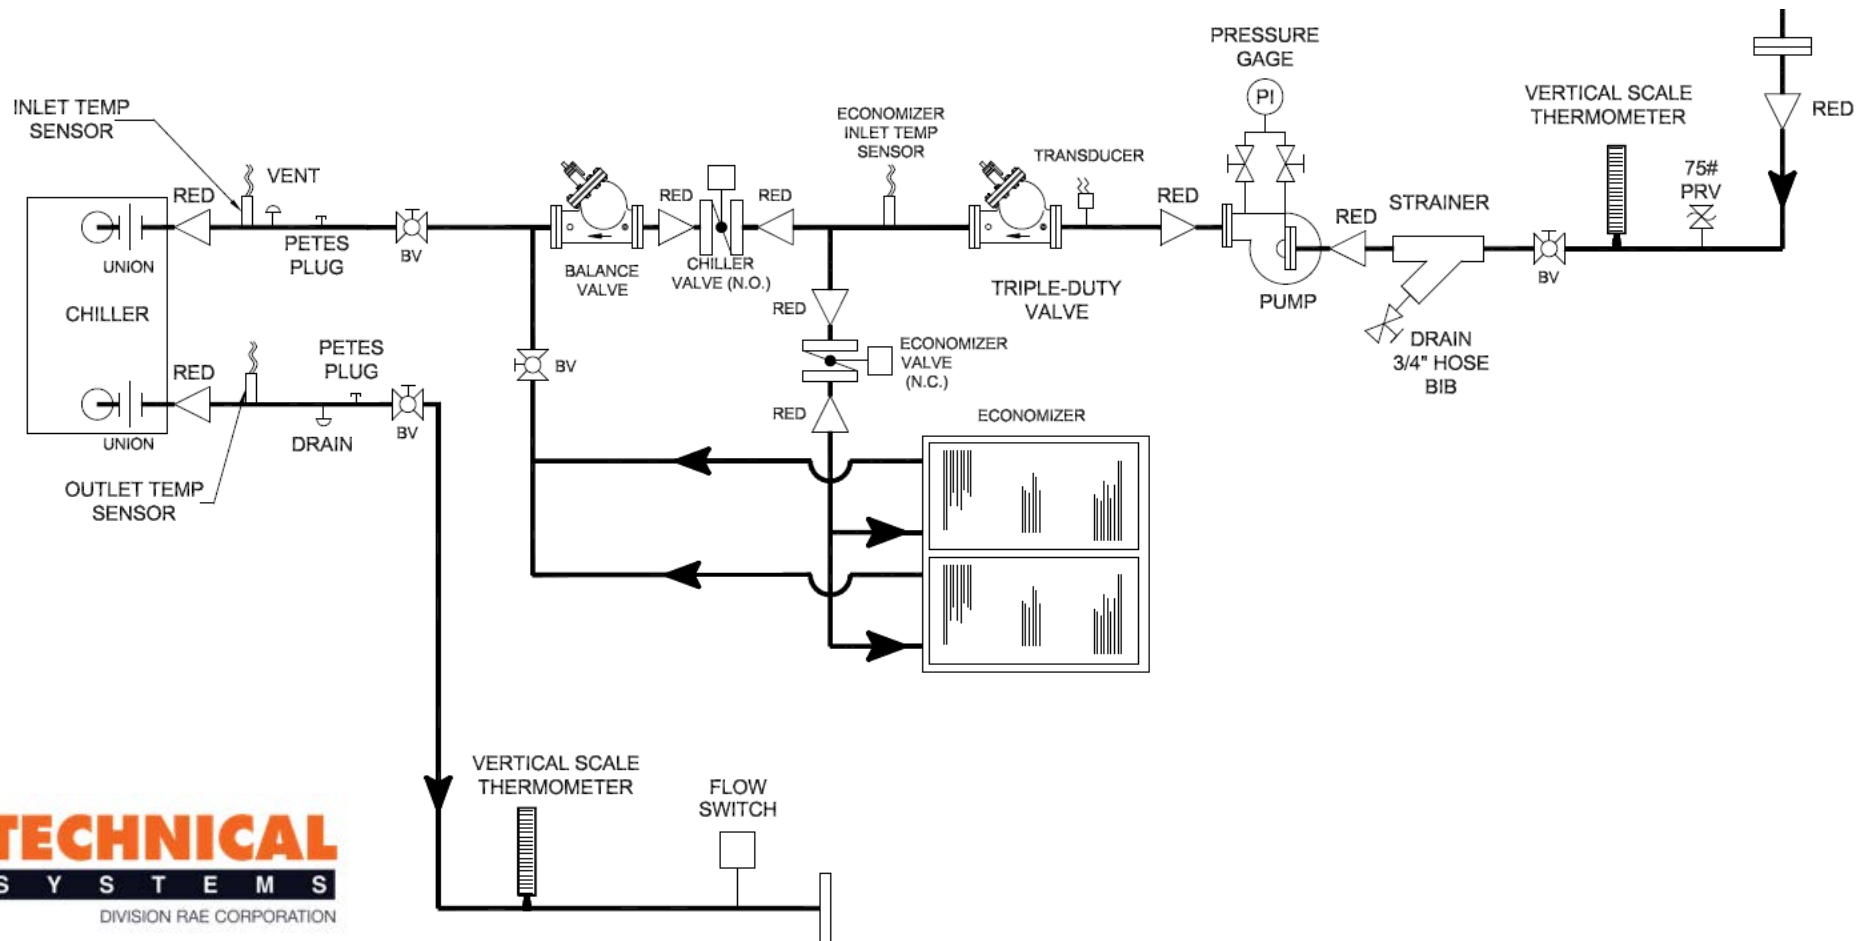 PRESSURE
GAGE
PI
INLET TEMP
SENSOR
ECONOMIZER
INLET TEMP
SENSOR
VERTICAL SCALE
THERMOMETER
RED
VENT
RED
TRANSDUCER
75#
PRV
RED
RED
RED
RED
STRAINER
PETES
PLUG
UNION
BV
BALANCE
VALVE
CHILLER
VALVE (N.O.)
TRIPLE-DUTY
VALVE
PUMP
BV
CHILLER
RED
DRAIN
3/4" HOSE
BIB
ECONOMIZER
VALVE
(N.C.)
BV
PETES
PLUG
RED
RED
ECONOMIZER
UNION
DRAIN
BV
OUTLET TEMP
SENSOR
VERTICAL SCALE
THERMOMETER
FLOW
SWITCH
TECHNICAL
SYSTEMS
DIVISION RAE CORPORATION